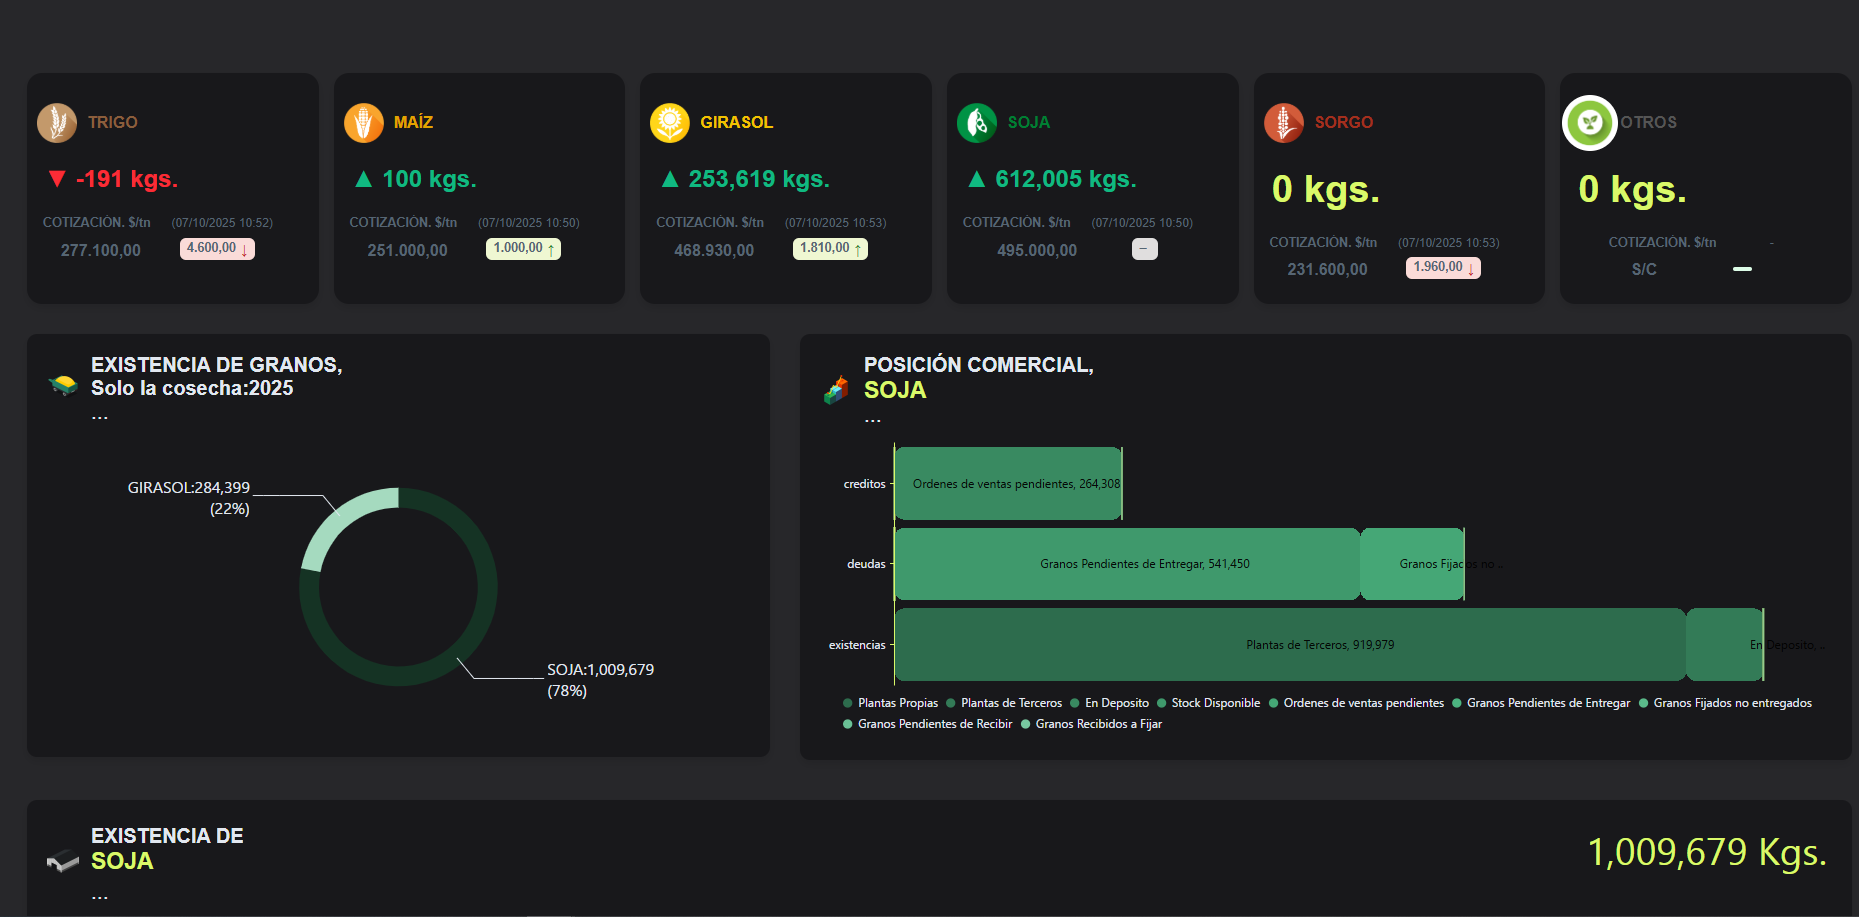 TRIGO
▼ -191 kgs.
COTIZACIÓN. $/tn (07/10/2025 10:52)
277.100,00 4.600,00 ↓
MAÍZ
▲ 100 kgs.
COTIZACIÓN. $/tn (07/10/2025 10:50)
251.000,00 1.000,00 ↑
GIRASOL
▲ 253,619 kgs.
COTIZACIÓN. $/tn (07/10/2025 10:53)
468.930,00 1.810,00 ↑
SOJA
▲ 612,005 kgs.
COTIZACIÓN. $/tn (07/10/2025 10:50)
495.000,00 –
SORGO
0 kgs.
COTIZACIÓN. $/tn (07/10/2025 10:53)
231.600,00 1.960,00 ↓
OTROS
0 kgs.
COTIZACIÓN. $/tn -
S/C
EXISTENCIA DE GRANOS,
Solo la cosecha:2025
...
GIRASOL:284,399
(22%)
SOJA:1,009,679
(78%)
POSICIÓN COMERCIAL,
SOJA
...
creditos Ordenes de ventas pendientes, 264,308
deudas Granos Pendientes de Entregar, 541,450 Granos Fijados no ..
existencias Plantas de Terceros, 919,979 En Deposito, ..
Plantas Propias Plantas de Terceros En Deposito Stock Disponible Ordenes de ventas pendientes Granos Pendientes de Entregar Granos Fijados no entregados
Granos Pendientes de Recibir Granos Recibidos a Fijar
EXISTENCIA DE
SOJA
...
1,009,679 Kgs.